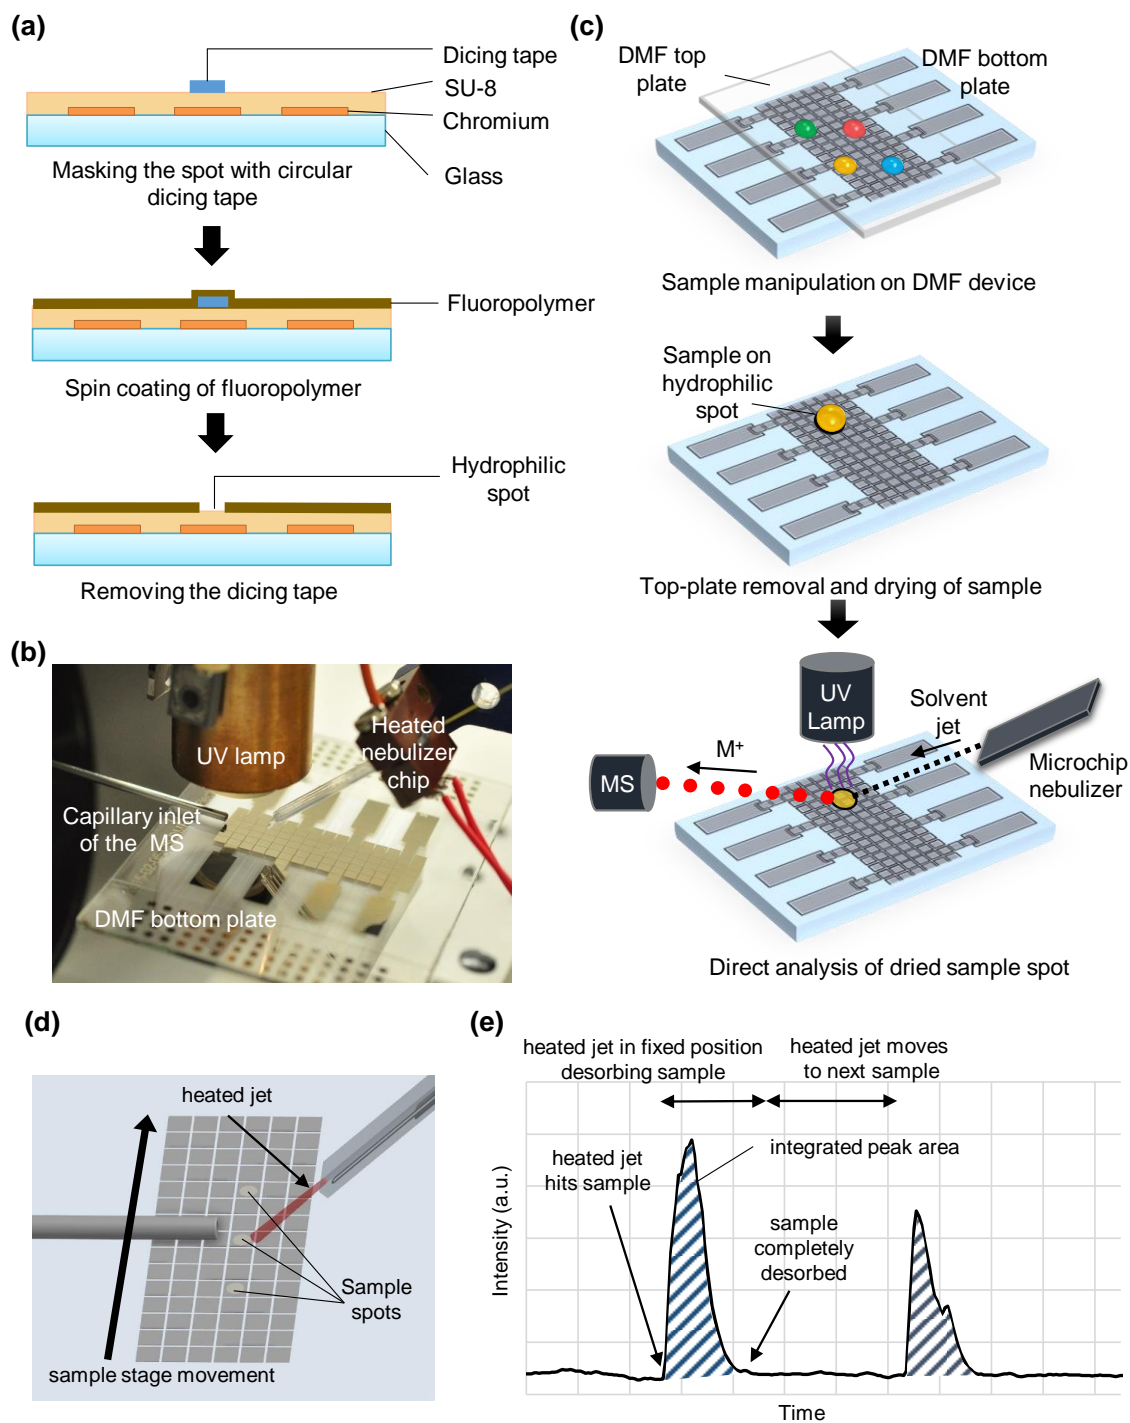 (a)
Dicing tape
SU-8
Chromium
Glass
Masking the spot with circular
dicing tape
Fluoropolymer
Spin coating of fluoropolymer
Hydrophilic
spot
Removing the dicing tape
(b)
UV lamp
Heated
nebulizer
chip
Capillary inlet
of the MS
DMF bottom plate
(c)
DMF top
plate
DMF bottom
plate
Sample manipulation on DMF device
Sample on
hydrophilic
spot
Top-plate removal and drying of sample
UV
Lamp
Solvent
jet
M⁺
MS
Microchip
nebulizer
Direct analysis of dried sample spot
(d)
heated jet
Sample
spots
sample stage movement
(e)
heated jet in fixed position
desorbing sample
heated jet moves
to next sample
integrated peak area
heated jet
hits sample
sample
completely
desorbed
Intensity (a.u.)
Time